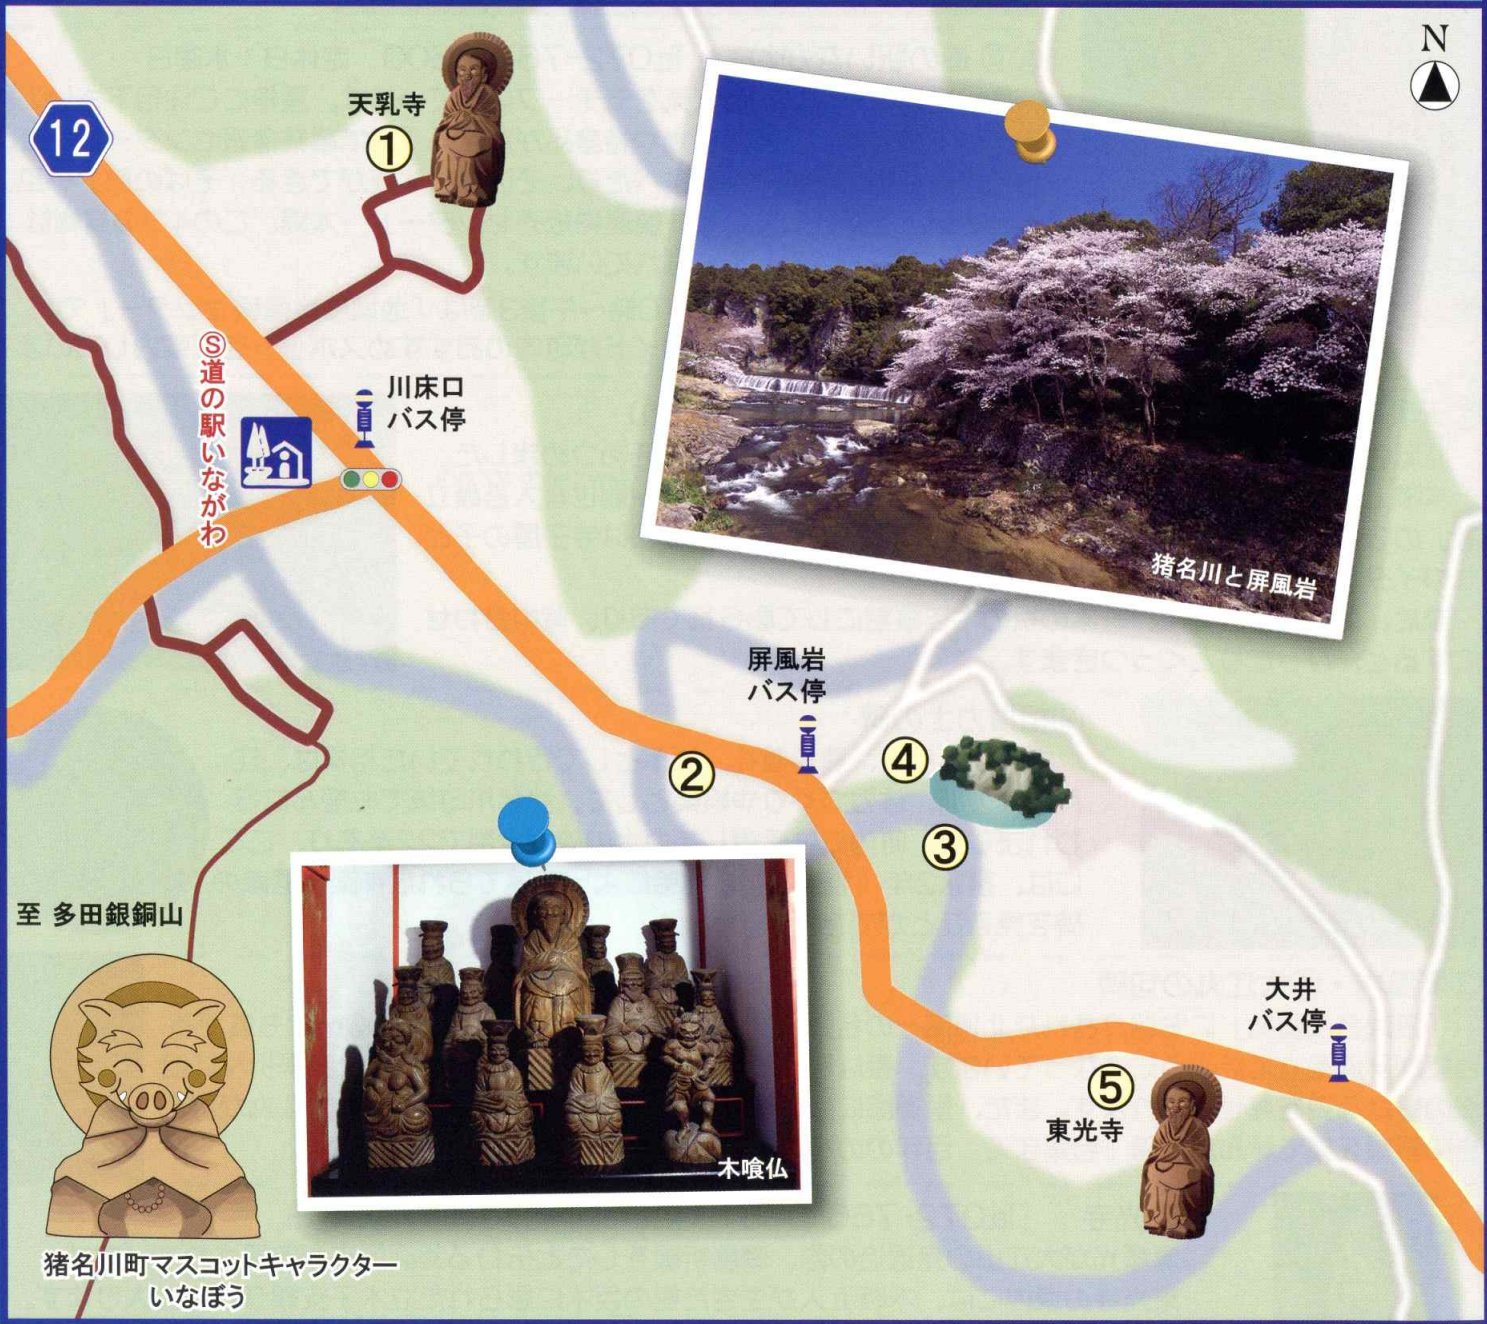 N
天乳寺
①
12
Ⓢ道の駅いながわ
川床口
バス停
猪名川と屏風岩
屏風岩
バス停
②
④
③
至 多田銀銅山
木喰仏
大井
バス停
⑤
東光寺
猪名川町マスコットキャラクター
いなぼう